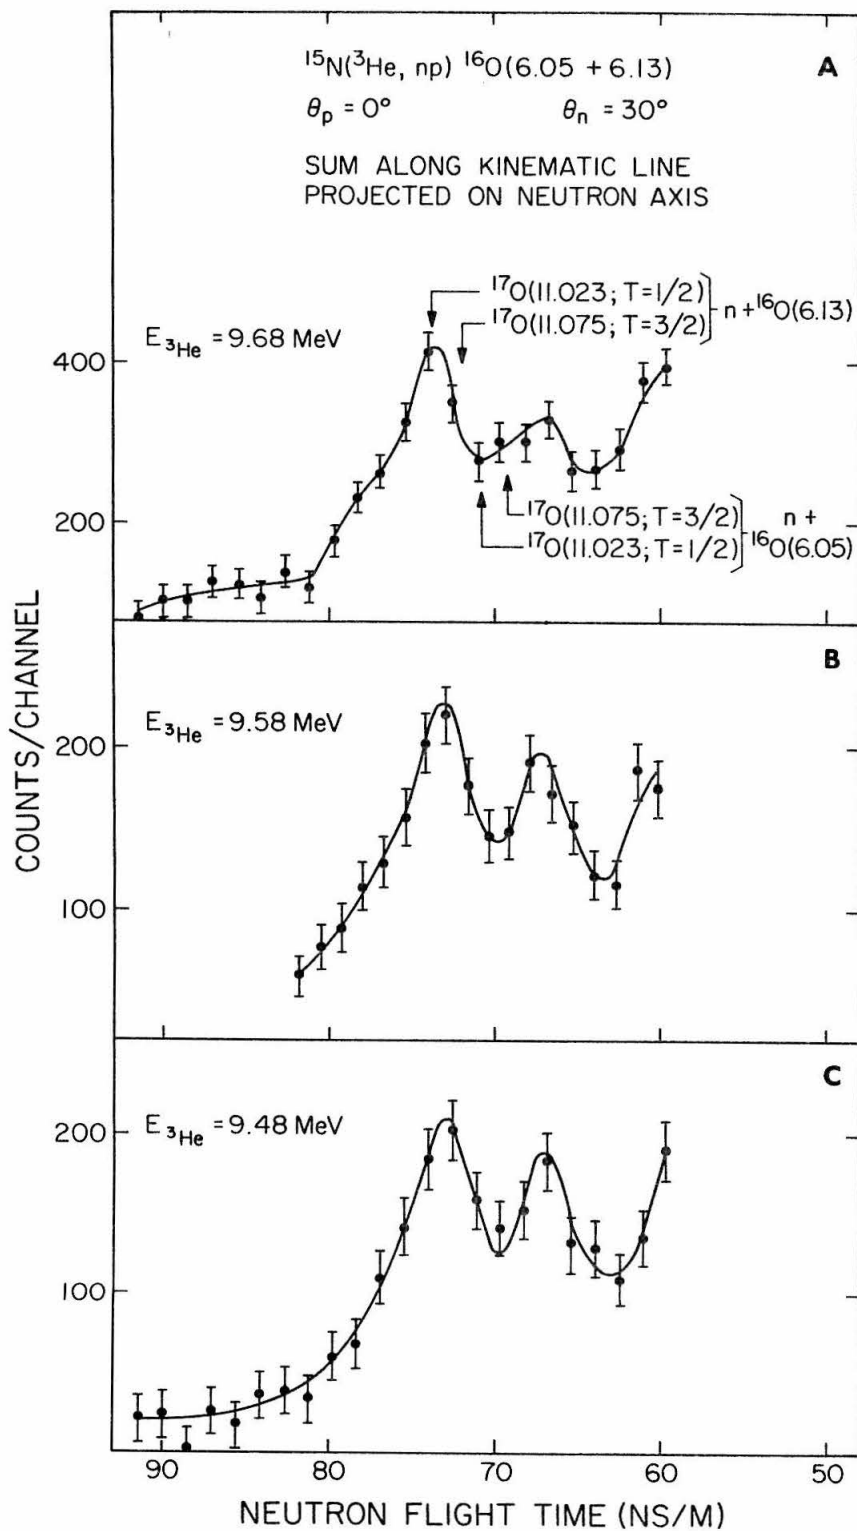 A
¹⁵N(³He, np) ¹⁶O(6.05 + 6.13)
θp = 0° θn = 30°
SUM ALONG KINEMATIC LINE
PROJECTED ON NEUTRON AXIS
¹⁷O(11.023; T=1/2)
¹⁷O(11.075; T=3/2)
n+¹⁶O(6.13)
E³He = 9.68 MeV
400
200
¹⁷O(11.075; T=3/2)
¹⁷O(11.023; T=1/2)
n +
¹⁶O(6.05)
COUNTS/CHANNEL
B
E³He = 9.58 MeV
200
100
C
E³He = 9.48 MeV
200
100
90 80 70 60 50
NEUTRON FLIGHT TIME (NS/M)